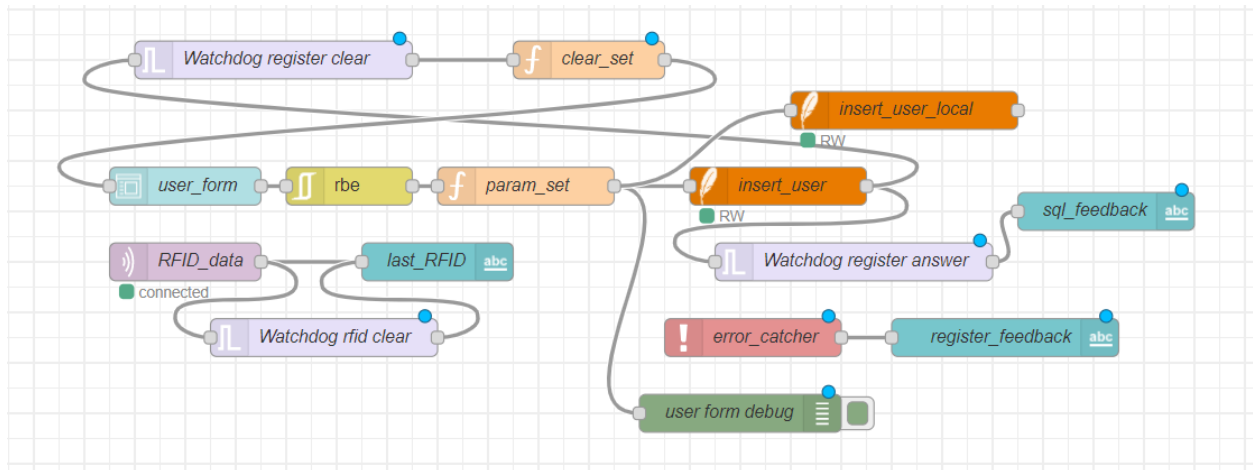 Watchdog register clear
clear_set
insert_user_local
RW
user_form
rbe
param_set
insert_user
RW
sql_feedback
abc
RFID_data
last_RFID
abc
Watchdog register answer
connected
Watchdog rfid clear
error_catcher
register_feedback
abc
user form debug